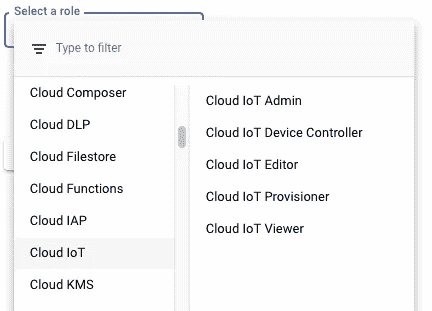 Select a role
Type to filter
Cloud Composer
Cloud DLP
Cloud Filestore
Cloud Functions
Cloud IAP
Cloud IoT
Cloud KMS
Cloud IoT Admin
Cloud IoT Device Controller
Cloud IoT Editor
Cloud IoT Provisioner
Cloud IoT Viewer